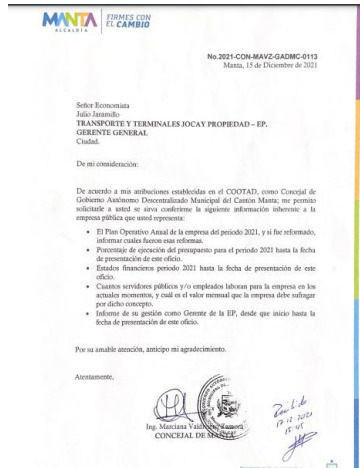 MANTA
ALCALDÍA
FIRMES CON
EL CAMBIO
No.2021-CON-MAVZ-GADMC-0113
Manta, 15 de Diciembre de 2021
Señor Economista
Julio Jaramillo
TRANSPORTE Y TERMINALES JOCAY PROPIEDAD – EP.
GERENTE GENERAL
Ciudad.
De mi consideración:
De acuerdo a mis atribuciones establecidas en el COOTAD, como Concejal de
Gobierno Autónomo Descentralizado Municipal del Cantón Manta; me permito
solicitarle a usted se sirva conferirme la siguiente información inherente a la
empresa pública que usted representa:
• El Plan Operativo Anual de la empresa del periodo 2021, y si fue reformado,
informar cuales fueron esas reformas.
• Porcentaje de ejecución del presupuesto para el periodo 2021 hasta la fecha
de presentación de este oficio.
• Estados financieros periodo 2021 hasta la fecha de presentación de este
oficio.
• Cuantos servidores públicos y/o empleados laboran para la empresa en los
actuales momentos, y cuál es el valor mensual que la empresa debe sufragar
por dicho concepto.
• Informe de su gestión como Gerente de la EP, desde que inicio hasta la
fecha de presentación de este oficio.
Por su amable atención, anticipo mi agradecimiento.
Atentamente,
Ing. Marciana Valdivieso Zamora
CONCEJAL DE MANTA
Recibido
17-12-2021
15:45